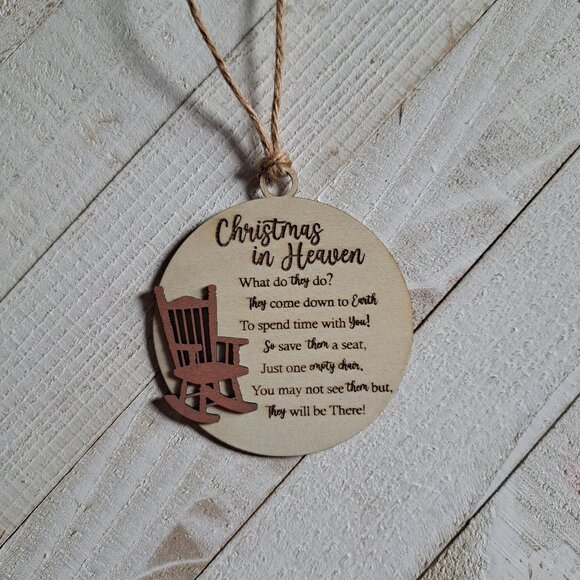 Christmas
in Heaven
What do they do?
They come down to Earth
To spend time with You!
So save them a seat,
Just one empty chair,
You may not see them but,
They will be There!